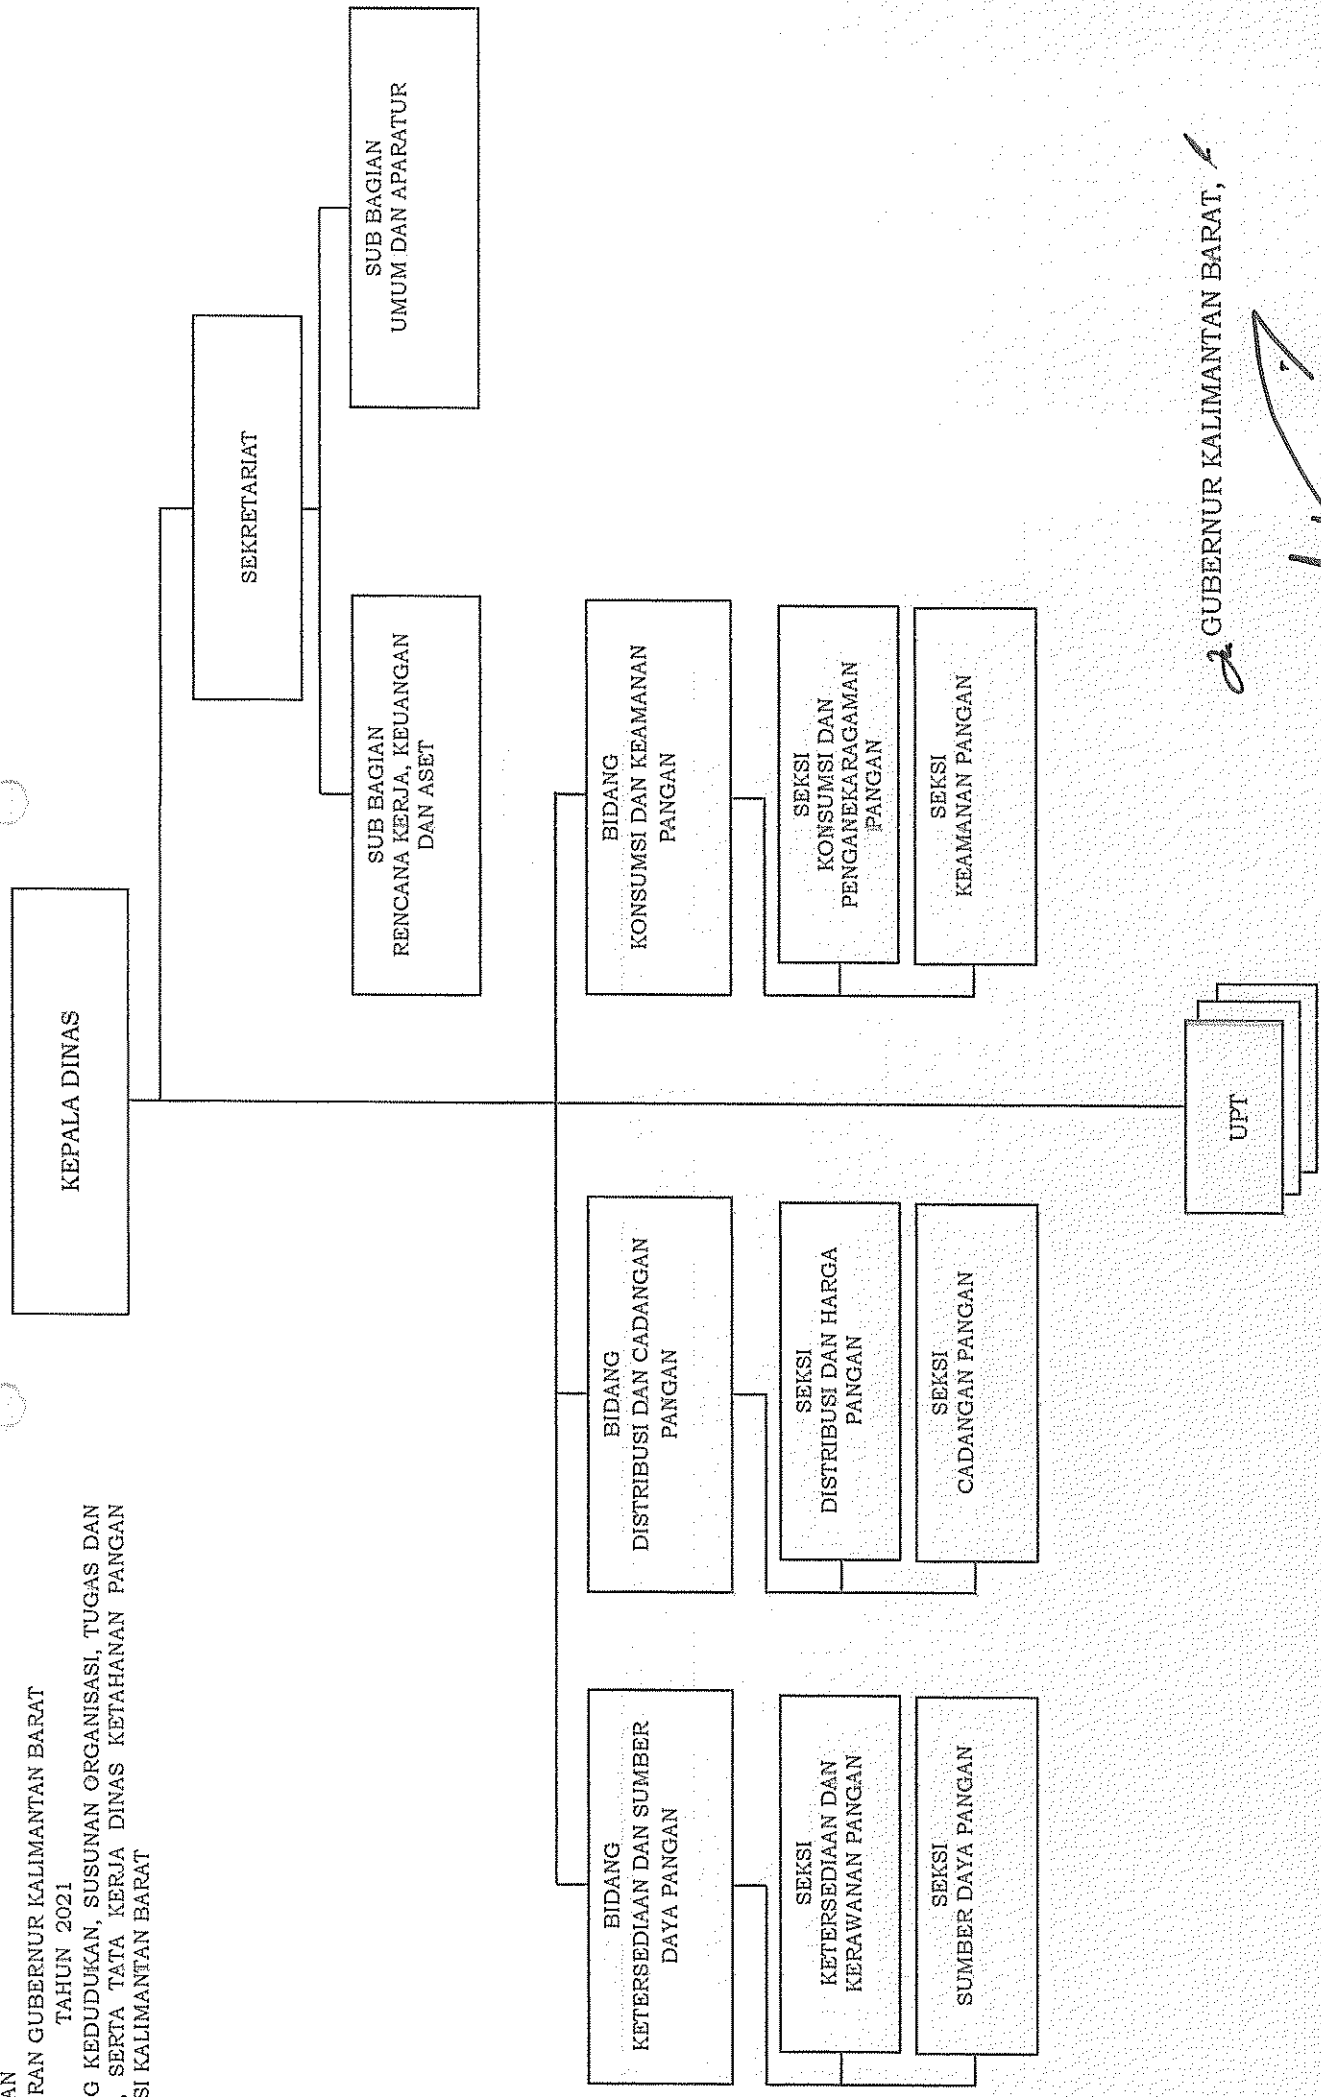 AN
RAN GUBERNUR KALIMANTAN BARAT
TAHUN 2021
G KEDUDUKAN, SUSUNAN ORGANISASI, TUGAS DAN
, SERTA TATA KERJA DINAS KETAHANAN PANGAN
SI KALIMANTAN BARAT
KEPALA DINAS
SEKRETARIAT
SUB BAGIAN
RENCANA KERJA, KEUANGAN
DAN ASET
SUB BAGIAN
UMUM DAN APARATUR
BIDANG
KETERSEDIAAN DAN SUMBER
DAYA PANGAN
SEKSI
KETERSEDIAAN DAN
KERAWANAN PANGAN
SEKSI
SUMBER DAYA PANGAN
BIDANG
DISTRIBUSI DAN CADANGAN
PANGAN
SEKSI
DISTRIBUSI DAN HARGA
PANGAN
SEKSI
CADANGAN PANGAN
BIDANG
KONSUMSI DAN KEAMANAN
PANGAN
SEKSI
KONSUMSI DAN
PENGANEKARAGAMAN
PANGAN
SEKSI
KEAMANAN PANGAN
UPT
GUBERNUR KALIMANTAN BARAT,